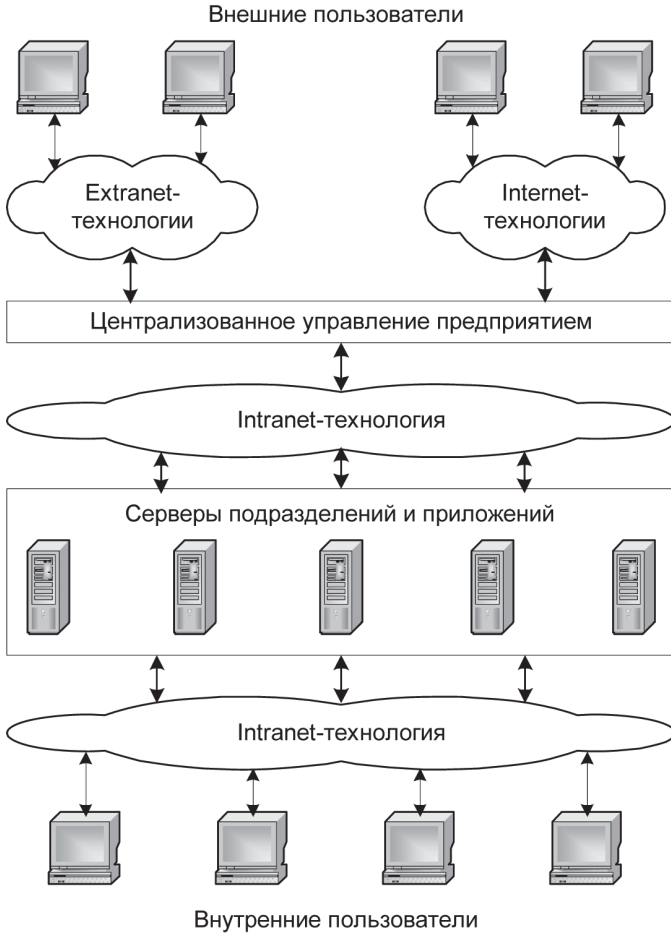 Внешние пользователи
Extranet-
технологии
Internet-
технологии
Централизованное управление предприятием
Intranet-технология
Серверы подразделений и приложений
Intranet-технология
Внутренние пользователи